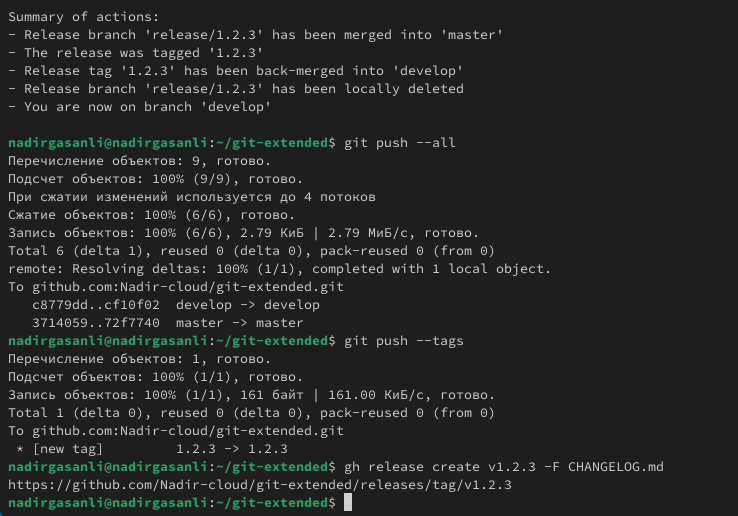 Summary of actions:
- Release branch 'release/1.2.3' has been merged into 'master'
- The release was tagged '1.2.3'
- Release tag '1.2.3' has been back-merged into 'develop'
- Release branch 'release/1.2.3' has been locally deleted
- You are now on branch 'develop'

nadirgasanli@nadirgasanli:~/git-extended$ git push --all
Перечисление объектов: 9, готово.
Подсчет объектов: 100% (9/9), готово.
При сжатии изменений используется до 4 потоков
Сжатие объектов: 100% (6/6), готово.
Запись объектов: 100% (6/6), 2.79 КиБ | 2.79 МиБ/с, готово.
Total 6 (delta 1), reused 0 (delta 0), pack-reused 0 (from 0)
remote: Resolving deltas: 100% (1/1), completed with 1 local object.
To github.com:Nadir-cloud/git-extended.git
   c8779dd..cf10f02  develop -> develop
   3714059..72f7740  master -> master
nadirgasanli@nadirgasanli:~/git-extended$ git push --tags
Перечисление объектов: 1, готово.
Подсчет объектов: 100% (1/1), готово.
Запись объектов: 100% (1/1), 161 байт | 161.00 КиБ/с, готово.
Total 1 (delta 0), reused 0 (delta 0), pack-reused 0 (from 0)
To github.com:Nadir-cloud/git-extended.git
 * [new tag]         1.2.3 -> 1.2.3
nadirgasanli@nadirgasanli:~/git-extended$ gh release create v1.2.3 -F CHANGELOG.md
https://github.com/Nadir-cloud/git-extended/releases/tag/v1.2.3
nadirgasanli@nadirgasanli:~/git-extended$